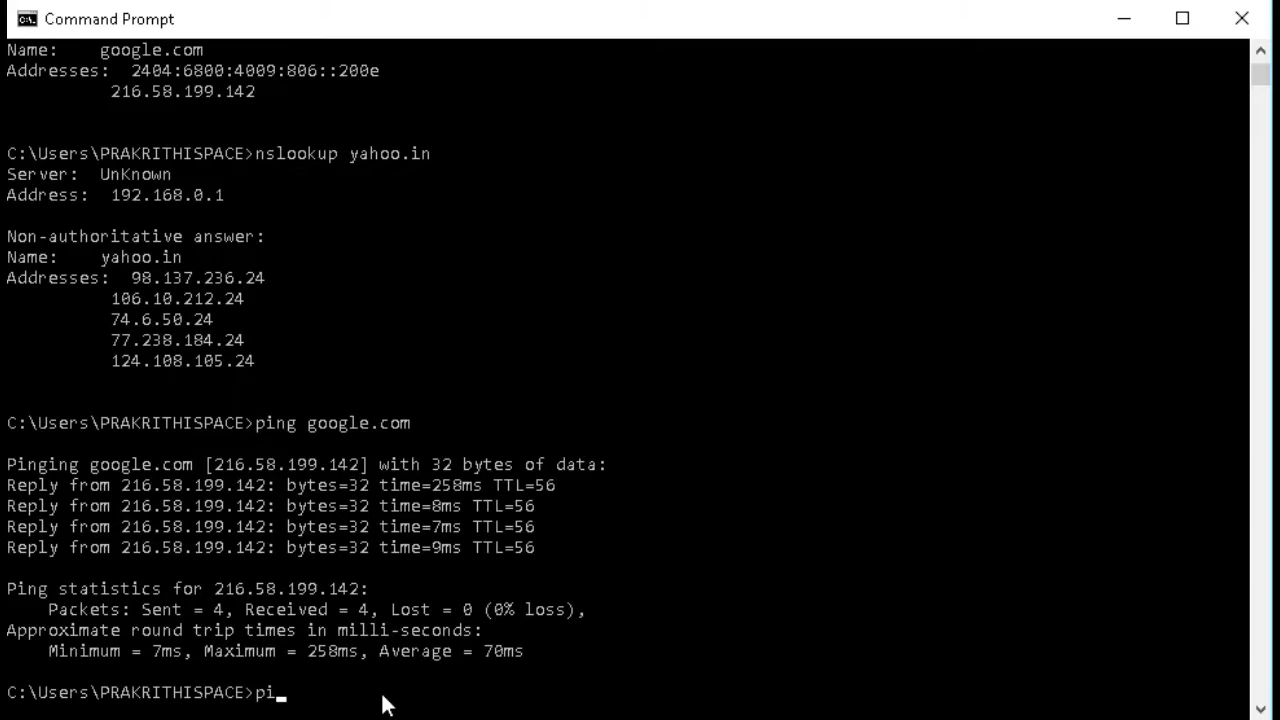 Command Prompt
Name:    google.com
Addresses:  2404:6800:4009:806::200e
          216.58.199.142
C:\Users\PRAKRITHISPACE>nslookup yahoo.in
Server:  UnKnown
Address:  192.168.0.1
Non-authoritative answer:
Name:    yahoo.in
Addresses:  98.137.236.24
          106.10.212.24
          74.6.50.24
          77.238.184.24
          124.108.105.24
C:\Users\PRAKRITHISPACE>ping google.com
Pinging google.com [216.58.199.142] with 32 bytes of data:
Reply from 216.58.199.142: bytes=32 time=258ms TTL=56
Reply from 216.58.199.142: bytes=32 time=8ms TTL=56
Reply from 216.58.199.142: bytes=32 time=7ms TTL=56
Reply from 216.58.199.142: bytes=32 time=9ms TTL=56
Ping statistics for 216.58.199.142:
    Packets: Sent = 4, Received = 4, Lost = 0 (0% loss),
Approximate round trip times in milli-seconds:
    Minimum = 7ms, Maximum = 258ms, Average = 70ms
C:\Users\PRAKRITHISPACE>pi